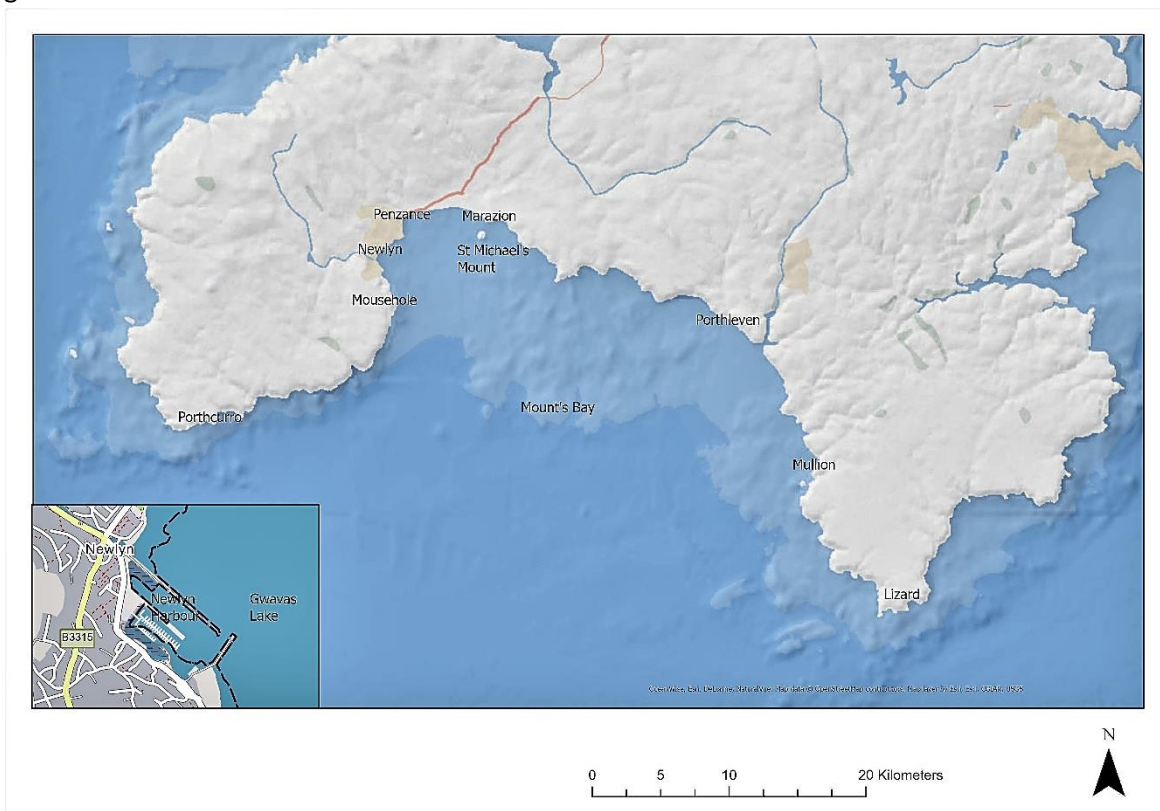 Penzance
Marazion
Newlyn
St Michael's
Mount
Mousehole
Porthleven
Mount's Bay
Porthcurro
Mullion
Newlyn
Newlyn
Harbour
Gwavas
Lake
B3315
Lizard
N
0 5 10 20 Kilometers